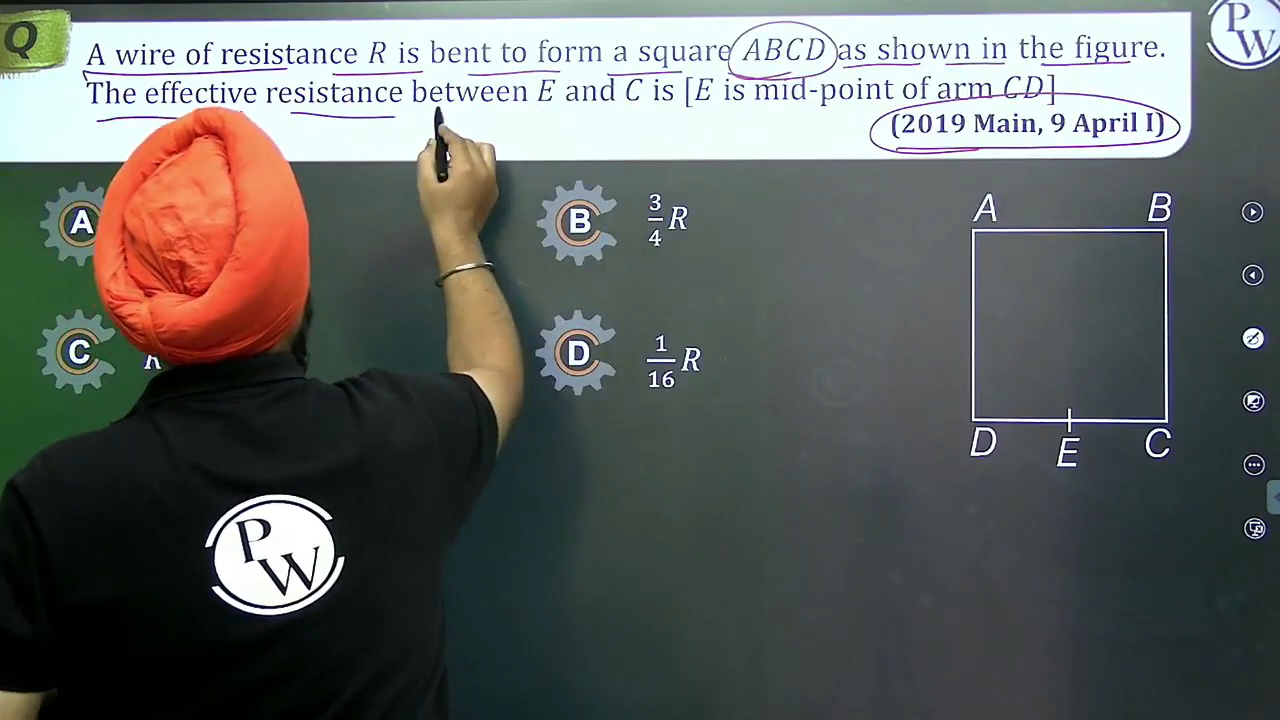 Q
A wire of resistance R is bent to form a square ABCD as shown in the figure.
The effective resistance between E and C is [E is mid-point of arm CD]
(2019 Main, 9 April I)
PW
A
B 3/4 R
C
D 1/16 R
A B
D E C
PW